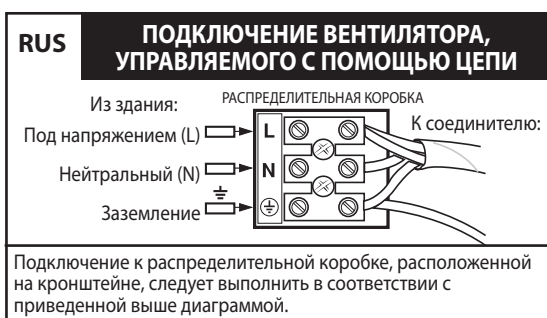 RUS
ПОДКЛЮЧЕНИЕ ВЕНТИЛЯТОРА,
УПРАВЛЯЕМОГО С ПОМОЩЬЮ ЦЕПИ
Из здания:
РАСПРЕДЕЛИТЕЛЬНАЯ КОРОБКА
Под напряжением (L)
L
К соединителю:
Нейтральный (N)
N
Заземление
Подключение к распределительной коробке, расположенной
на кронштейне, следует выполнить в соответствии с
приведенной выше диаграммой.